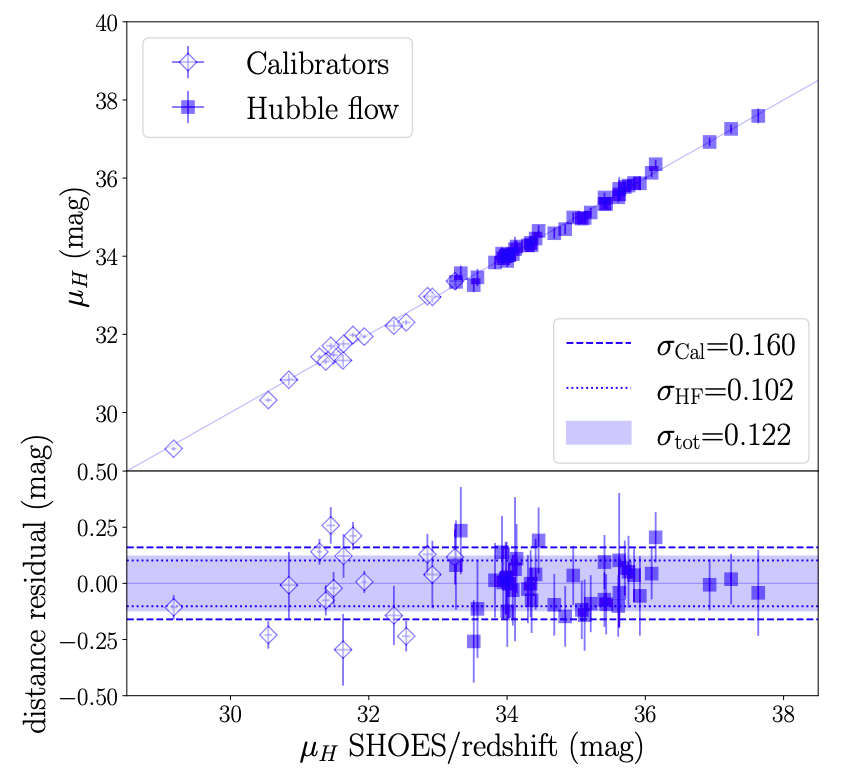 40
38
36
34
32
30
μH (mag)
Calibrators
Hubble flow
σCal=0.160
σHF=0.102
σtot=0.122
0.50
0.25
0.00
−0.25
−0.50
distance residual (mag)
30 32 34 36 38
μH SHOES/redshift (mag)